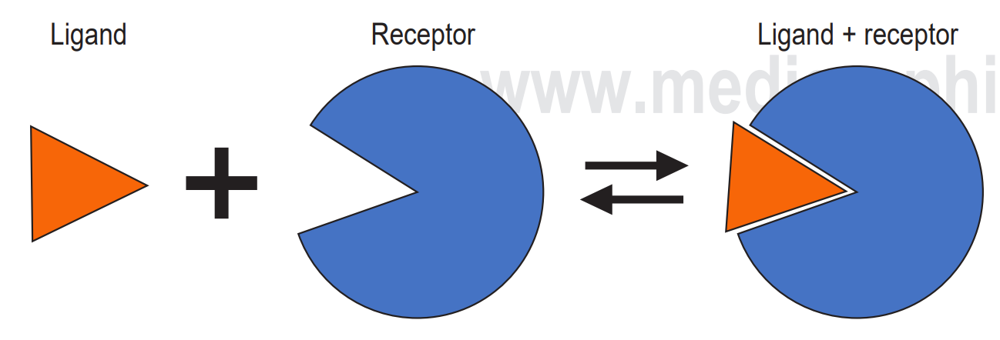 Ligand
Receptor
Ligand + receptor